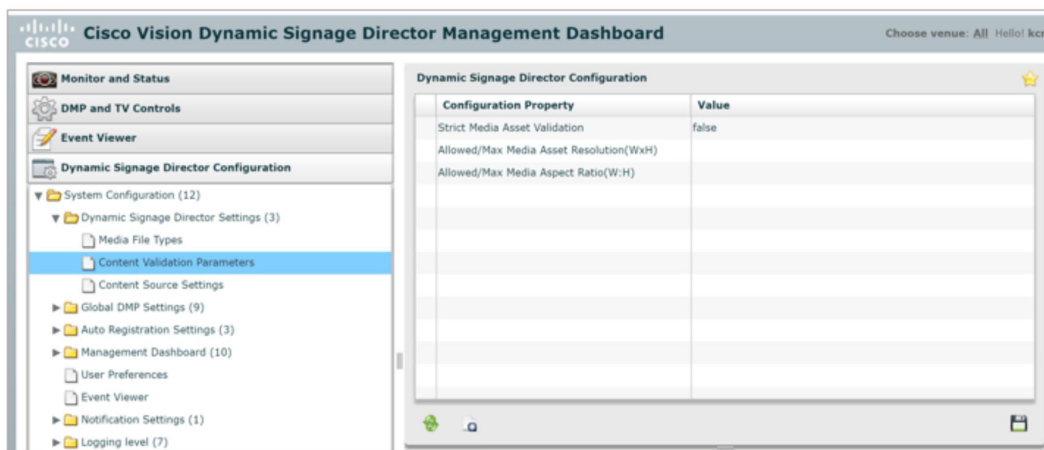 CISCO
Cisco Vision Dynamic Signage Director Management Dashboard
Choose venue: All Hello!
Monitor and Status
DMP and TV Controls
Event Viewer
Dynamic Signage Director Configuration
System Configuration (12)
Dynamic Signage Director Settings (3)
Media File Types
Content Validation Parameters
Content Source Settings
Global DMP Settings (9)
Auto Registration Settings (3)
Management Dashboard (10)
User Preferences
Event Viewer
Notification Settings (1)
Logging level (7)
Dynamic Signage Director Configuration
Configuration Property Value
Strict Media Asset Validation false
Allowed/Max Media Asset Resolution(WxH)
Allowed/Max Media Aspect Ratio(W:H)